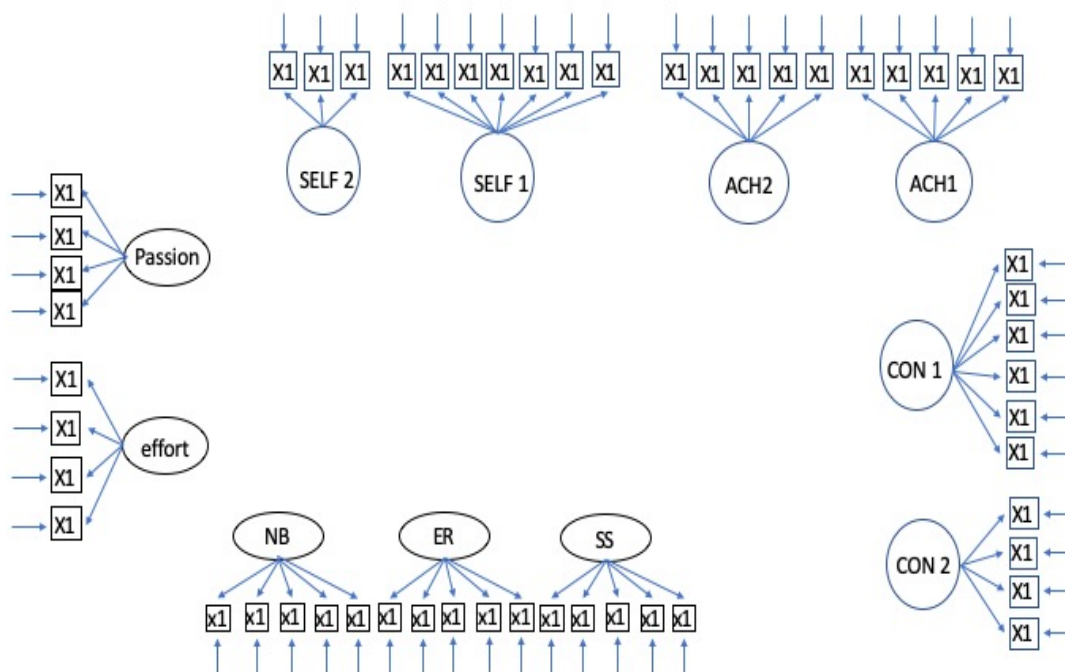 X1 X1 X1 X1 X1 X1 X1 X1 X1 X1 X1 X1 X1 X1 X1 X1 X1 X1 X1 X1
SELF 2 SELF 1 ACH2 ACH1
X1
X1
X1
X1
Passion
X1
X1
X1
X1
X1
X1
CON 1
X1
X1
X1
X1
effort
NB ER SS
x1 x1 x1 x1 x1 x1 x1 x1 x1 x1 x1 x1 x1 x1 x1
X1
X1
X1
X1
CON 2